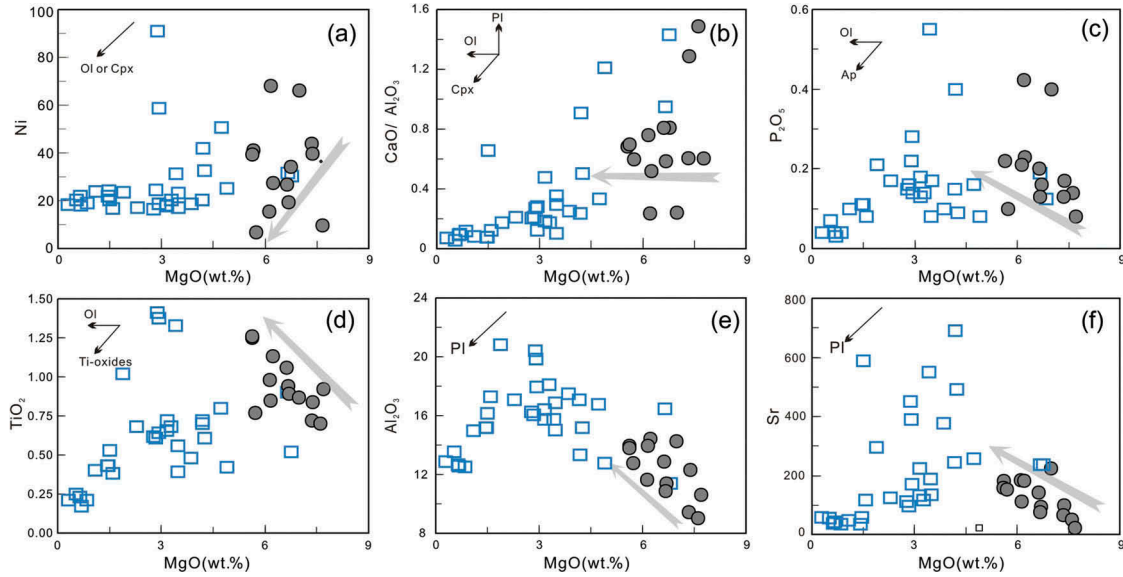 (a)
Ol or Cpx
100
80
60
40
20
0
Ni
0 3 6 9
MgO(wt.%)
(b)
Pl
Ol
Cpx
1.6
1.2
0.8
0.4
0
CaO/ Al₂O₃
0 3 6 9
MgO(wt.%)
(c)
Ol
Ap
0.6
0.4
0.2
0
P₂O₅
0 3 6 9
MgO(wt.%)
(d)
Ol
Ti-oxides
1.50
1.25
1.00
0.75
0.50
0.25
0.00
TiO₂
0 3 6 9
MgO(wt.%)
(e)
Pl
24
20
16
12
8
Al₂O₃
0 3 6 9
MgO(wt.%)
(f)
Pl
800
600
400
200
0
Sr
0 3 6 9
MgO(wt.%)